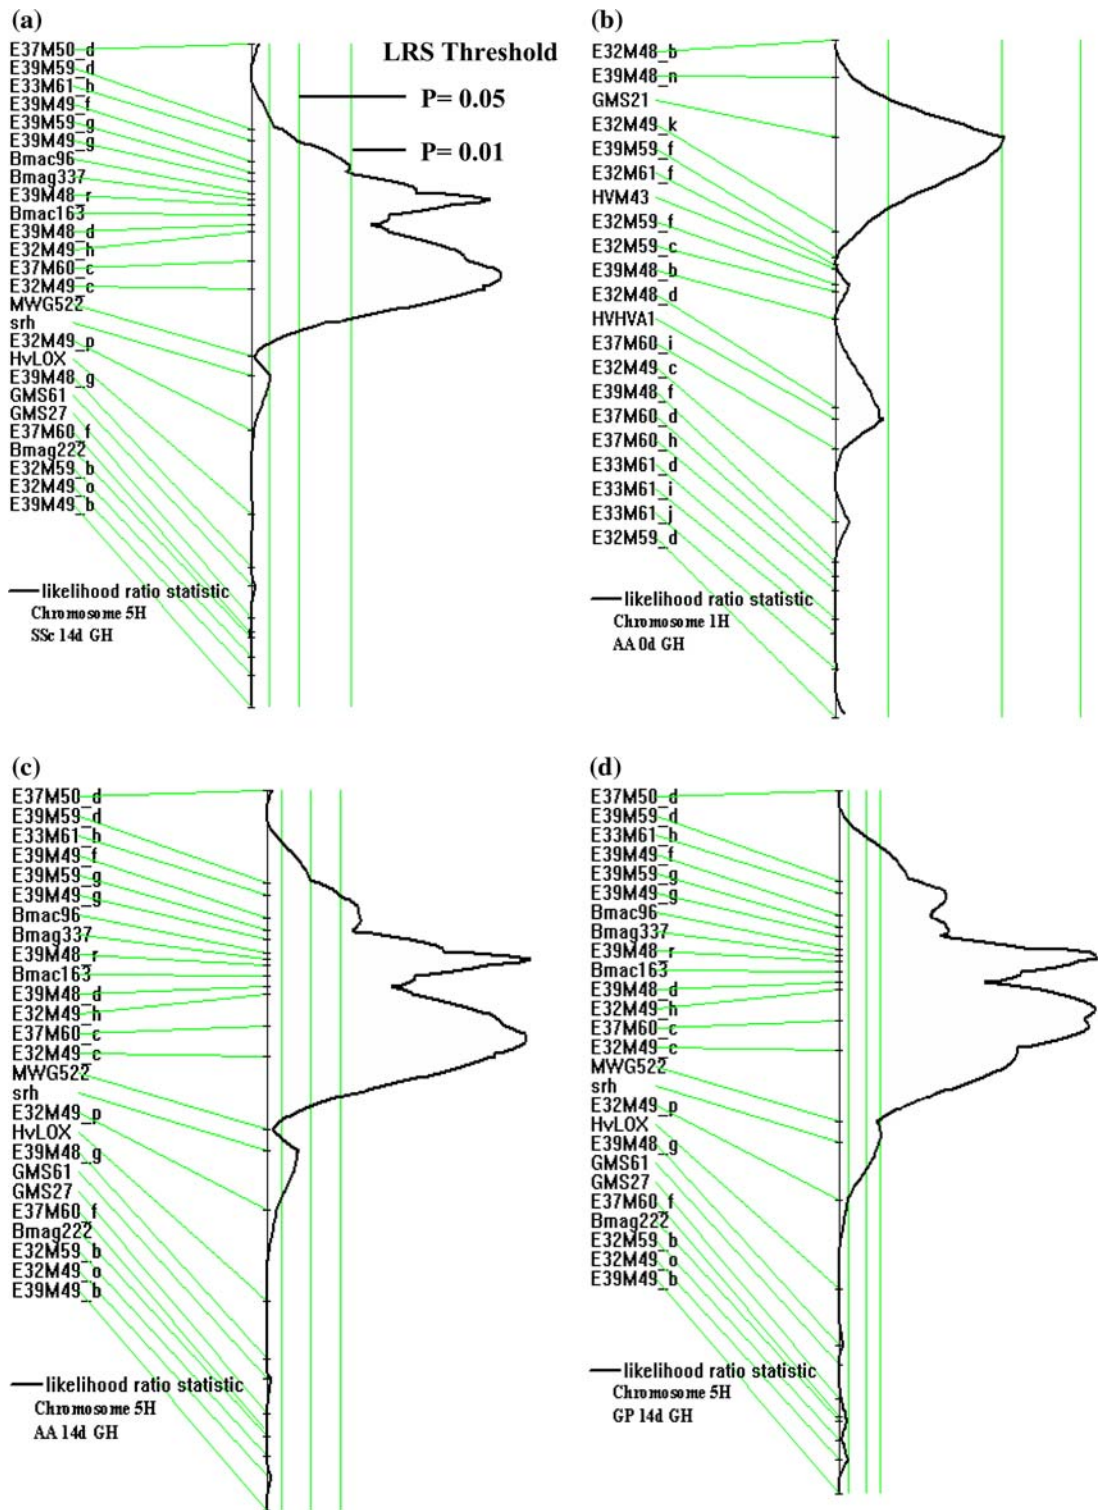 (a)
E37M50_d
E39M59_d
E33M61_h
E39M49_f
E39M59_g
E39M49_g
Bmac96
Bmag337
E39M48_r
Bmac163
E39M48_d
E32M49_h
E37M60_c
E32M49_c
MWG522
srh
E32M49_p
HvLOX
E39M48_g
GMS61
GMS27
E37M60_f
Bmag222
E32M59_b
E32M49_o
E39M49_b
LRS Threshold
P= 0.05
P= 0.01
likelihood ratio statistic
Chromosome 5H
SSc 14d GH
(b)
E32M48_b
E39M48_n
GMS21
E32M49_k
E39M59_f
E32M61_f
HVM43
E32M59_f
E32M59_c
E39M48_b
E32M48_d
HVHVA1
E37M60_i
E32M49_c
E39M48_f
E37M60_d
E37M60_h
E33M61_d
E33M61_i
E33M61_j
E32M59_d
likelihood ratio statistic
Chromosome 1H
AA 0d GH
(c)
E37M50_d
E39M59_d
E33M61_h
E39M49_f
E39M59_g
E39M49_g
Bmac96
Bmag337
E39M48_r
Bmac163
E39M48_d
E32M49_h
E37M60_c
E32M49_c
MWG522
srh
E32M49_p
HvLOX
E39M48_g
GMS61
GMS27
E37M60_f
Bmag222
E32M59_b
E32M49_o
E39M49_b
likelihood ratio statistic
Chromosome 5H
AA 14d GH
(d)
E37M50_d
E39M59_d
E33M61_h
E39M49_f
E39M59_g
E39M49_g
Bmac96
Bmag337
E39M48_r
Bmac163
E39M48_d
E32M49_h
E37M60_c
E32M49_c
MWG522
srh
E32M49_p
HvLOX
E39M48_g
GMS61
GMS27
E37M60_f
Bmag222
E32M59_b
E32M49_o
E39M49_b
likelihood ratio statistic
Chromosome 5H
GP 14d GH